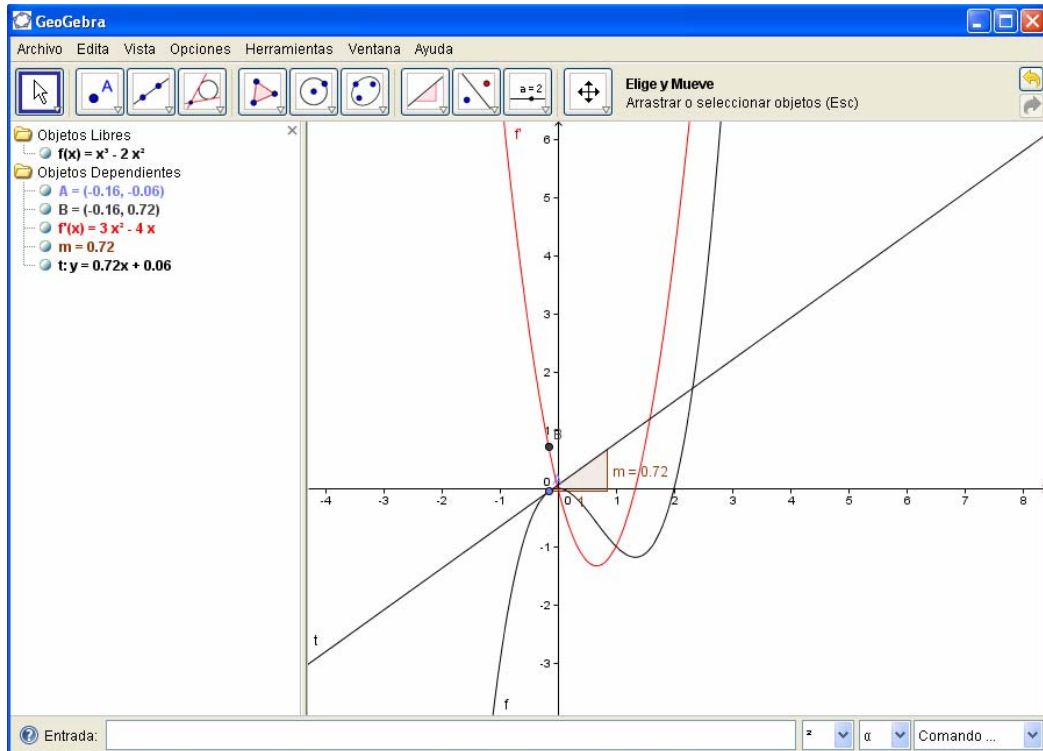 GeoGebra
Archivo Edita Vista Opciones Herramientas Ventana Ayuda
A
a = 2
Elige y Mueve
Arrastrar o seleccionar objetos (Esc)
Objetos Libres
f(x) = x³ - 2 x²
Objetos Dependientes
A = (-0.16, -0.06)
B = (-0.16, 0.72)
f'(x) = 3 x² - 4 x
m = 0.72
t: y = 0.72x + 0.06
f'
6
5
4
3
2
1
B
0
m = 0.72
-4 -3 -2 -1 0 1 1 2 3 4 5 6 7 8
-1
-2
t
-3
f
Entrada:
²
α
Comando ...